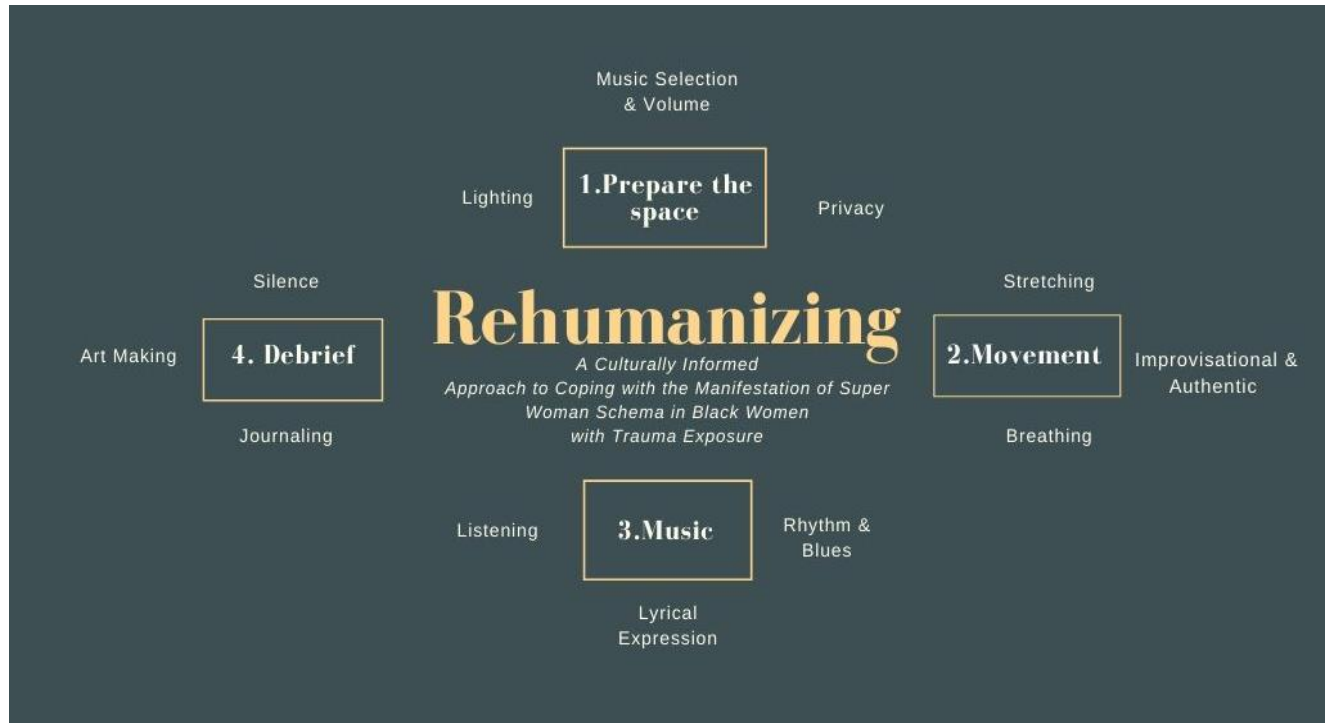 Music Selection
& Volume
Lighting
1.Prepare the
space
Privacy
Silence
Art Making
4. Debrief
Journaling
Rehumanizing
A Culturally Informed
Approach to Coping with the Manifestation of Super
Woman Schema in Black Women
with Trauma Exposure
Stretching
2.Movement
Improvisational &
Authentic
Breathing
Listening
3.Music
Rhythm &
Blues
Lyrical
Expression